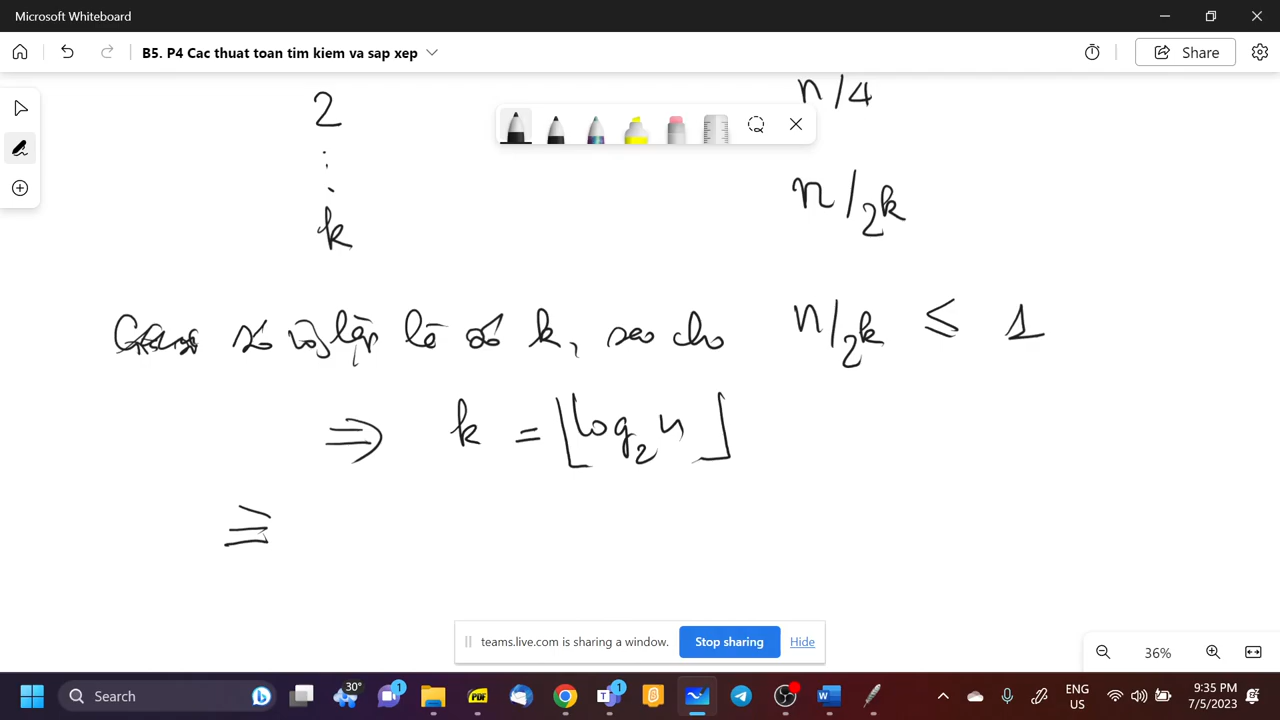 Microsoft Whiteboard
B5. P4 Cac thuat toan tim kiem va sap xep
Share
2
n/4
⋮
k
n/2k
số vòng lặp là số k, sao cho n/2k ≤ 1
⇒ k = ⌊log₂ n⌋
teams.live.com is sharing a window.
Stop sharing
Hide
36%
Search
30°
1
1
ENG
US
9:35 PM
7/5/2023